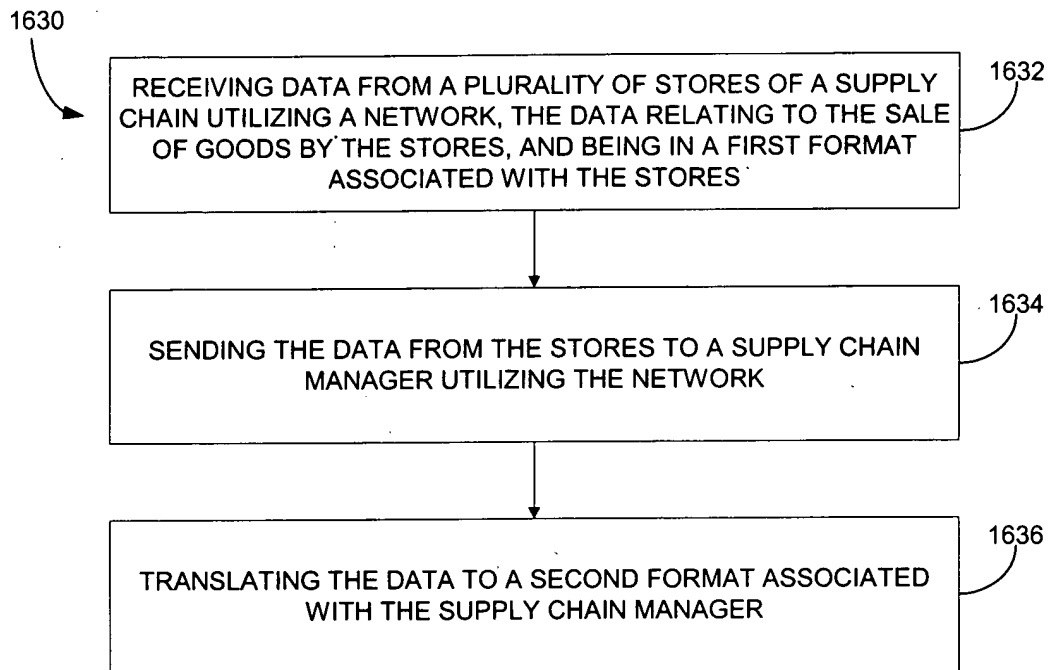 1630
RECEIVING DATA FROM A PLURALITY OF STORES OF A SUPPLY
CHAIN UTILIZING A NETWORK, THE DATA RELATING TO THE SALE
OF GOODS BY THE STORES, AND BEING IN A FIRST FORMAT
ASSOCIATED WITH THE STORES
1632
SENDING THE DATA FROM THE STORES TO A SUPPLY CHAIN
MANAGER UTILIZING THE NETWORK
1634
TRANSLATING THE DATA TO A SECOND FORMAT ASSOCIATED
WITH THE SUPPLY CHAIN MANAGER
1636